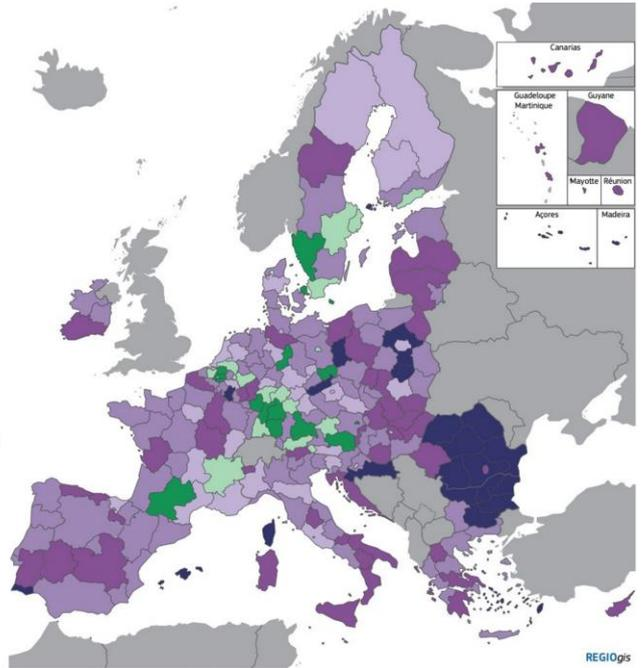 Canarias
Guadeloupe
Martinique
Guyane
Mayotte
Réunion
Açores
Madeira
REGIOgis